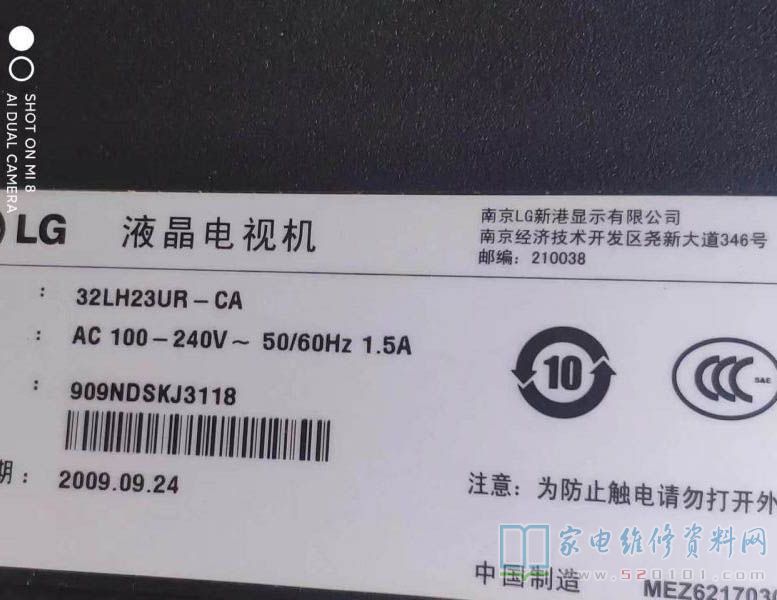 SHOT ON MI 8
AI DUAL CAMERA
LG 液晶电视机
南京LG新港显示有限公司
南京经济技术开发区尧新大道346号
邮编: 210038
: 32LH23UR-CA
: AC 100-240V~ 50/60Hz 1.5A
: 909NDSKJ3118
期: 2009.09.24
10
CCC
S&E
注意: 为防止触电请勿打开外
中国制造
MEZ6217030
家电维修资料网
www.520101.com